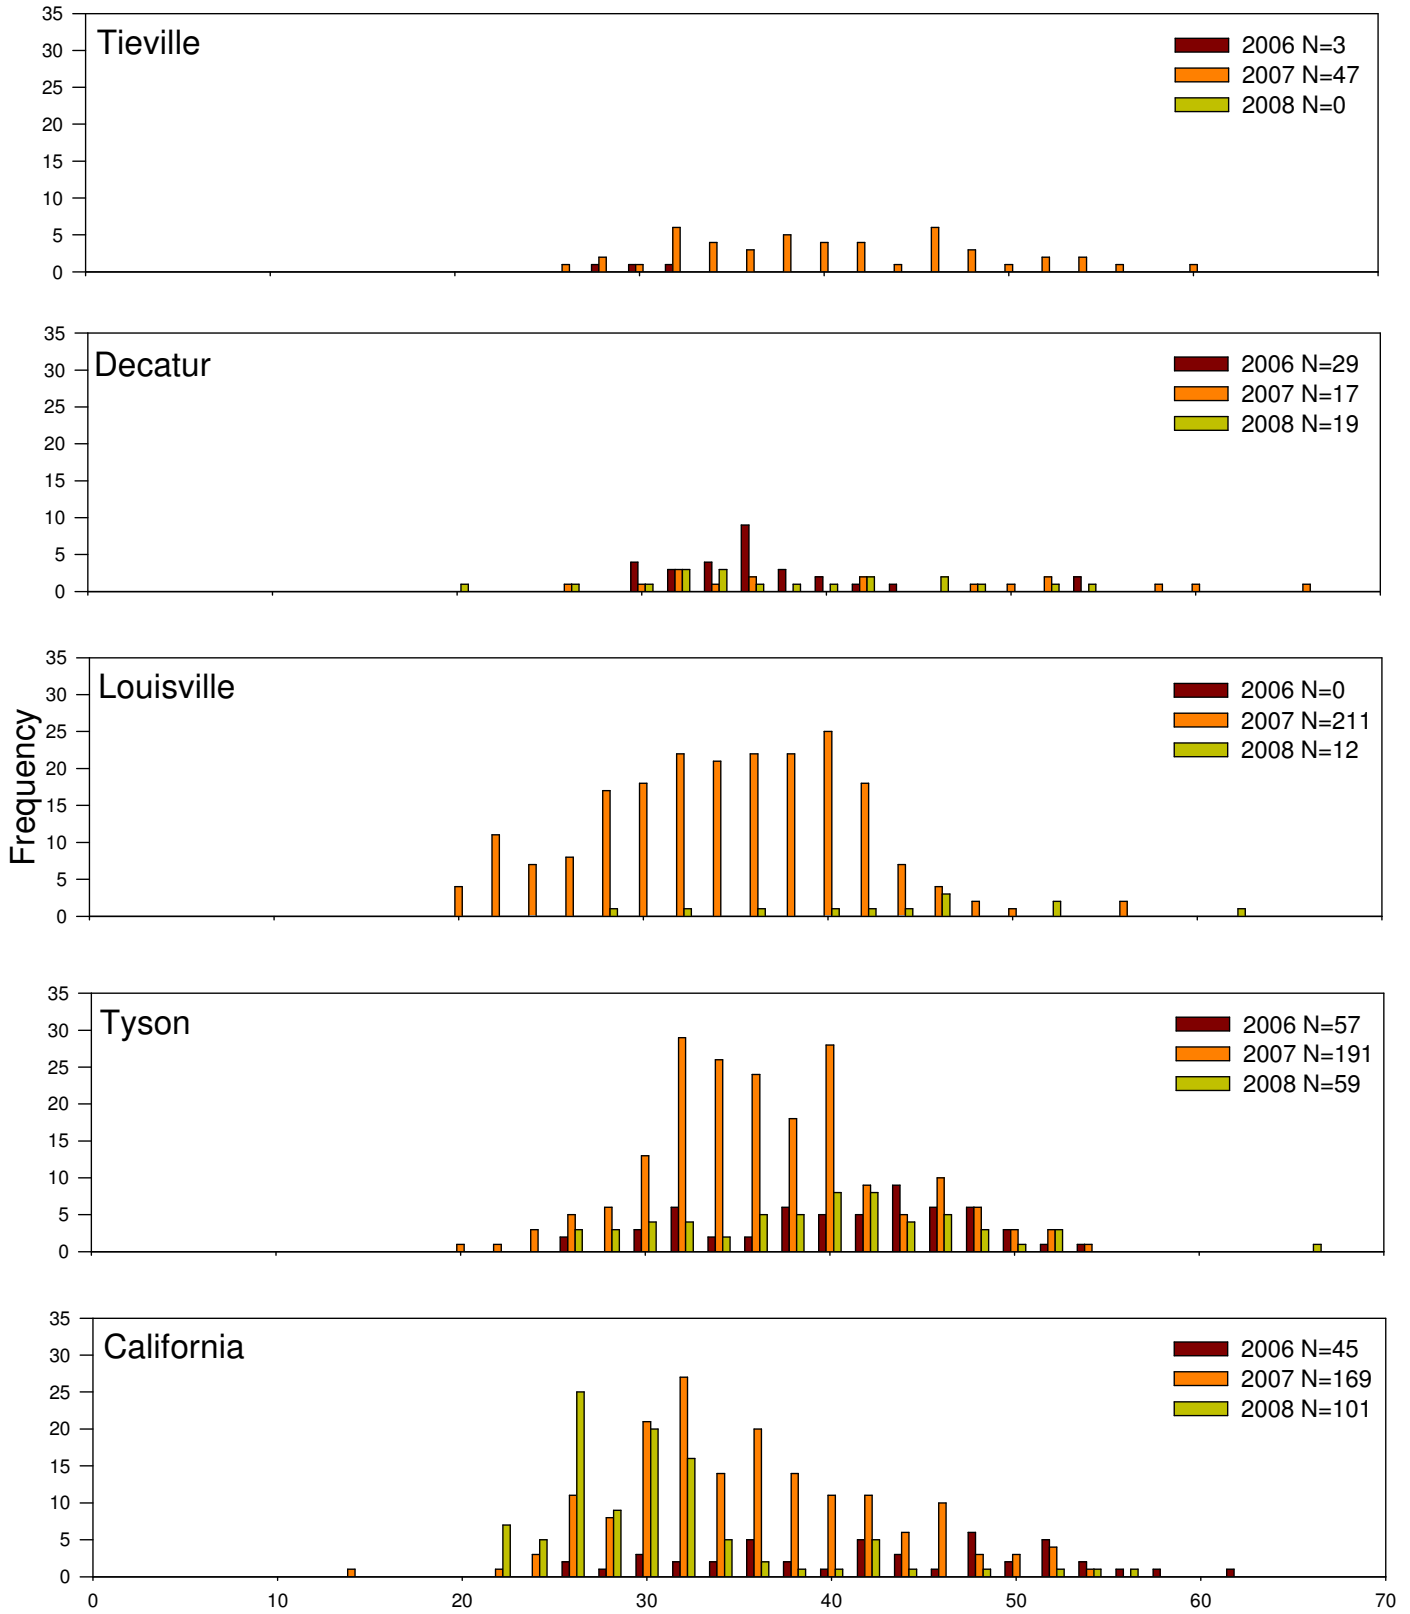 35
30
25
20
15
10
5
0
Tieville
2006 N=3
2007 N=47
2008 N=0
35
30
25
20
15
10
5
0
Decatur
2006 N=29
2007 N=17
2008 N=19
Frequency
35
30
25
20
15
10
5
0
Louisville
2006 N=0
2007 N=211
2008 N=12
35
30
25
20
15
10
5
0
Tyson
2006 N=57
2007 N=191
2008 N=59
35
30
25
20
15
10
5
0
California
2006 N=45
2007 N=169
2008 N=101
0 10 20 30 40 50 60 70